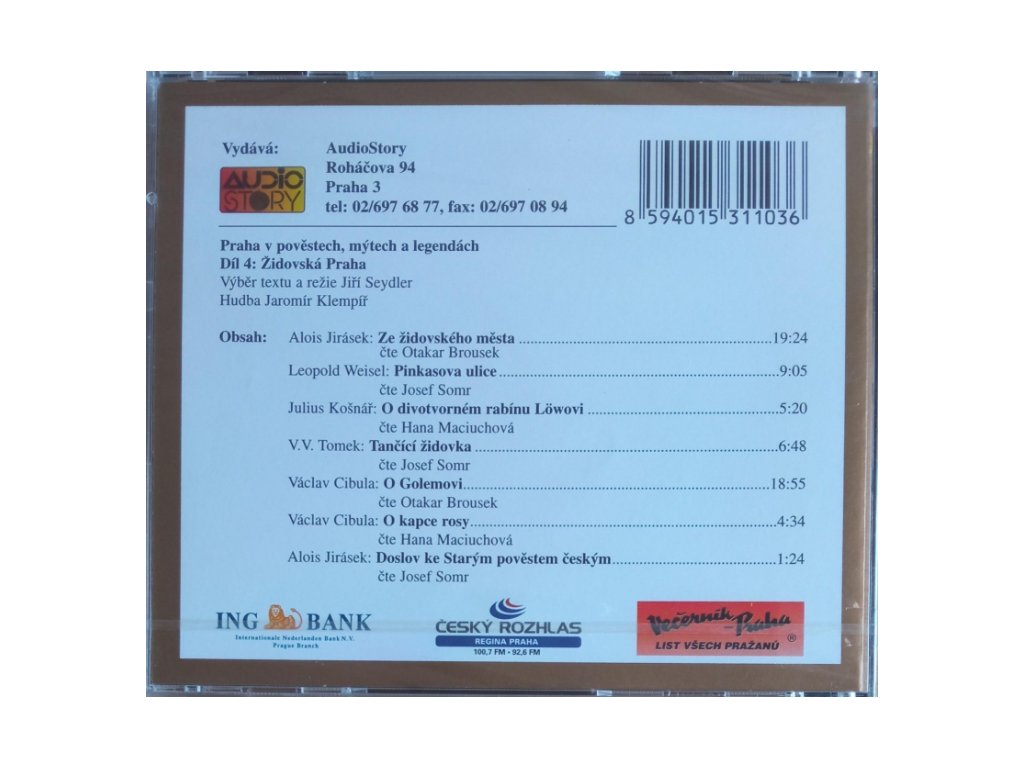 Vydává: AudioStory
AUDIO STORY
Roháčova 94
Praha 3
tel: 02/697 68 77, fax: 02/697 08 94
8 594015 311036
Praha v pověstech, mýtech a legendách
Díl 4: Židovská Praha
Výběr textu a režie Jiří Seydler
Hudba Jaromír Klempíř
Obsah: Alois Jirásek: Ze židovského města ... 19:24
čte Otakar Brousek
Leopold Weisel: Pinkasova ulice ... 9:05
čte Josef Somr
Julius Košnář: O divotvorném rabínu Löwovi ... 5:20
čte Hana Maciuchová
V.V. Tomek: Tančící židovka ... 6:48
čte Josef Somr
Václav Cibula: O Golemovi ... 18:55
čte Otakar Brousek
Václav Cibula: O kapce rosy ... 4:34
čte Hana Maciuchová
Alois Jirásek: Doslov ke Starým pověstem českým ... 1:24
čte Josef Somr
ING BANK
Internationale Nederlanden Bank N.V.
Prague Branch
ČESKÝ ROZHLAS
REGINA PRAHA
100,7 FM • 92,6 FM
Večerník Praha ®
LIST VŠECH PRAŽANŮ